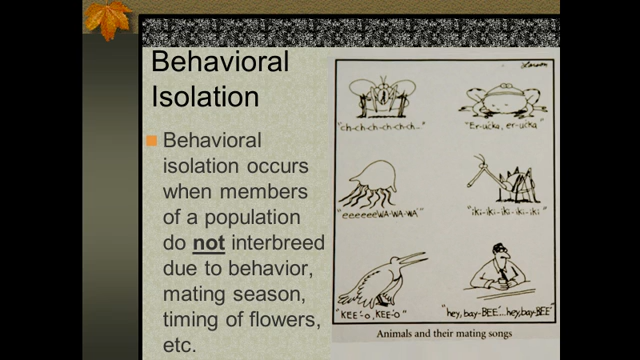 Behavioral
Isolation
Behavioral
isolation occurs
when members
of a population
do not interbreed
due to behavior,
mating season,
timing of flowers,
etc.
Larson
"ch-ch-ch-ch-ch-ch..."
"Er-ucka, er-ucka"
"eeeeeeWA-WA-WA"
"iki-iki-iki-iki-iki"
"KEE-o, KEE-o"
"hey, bay-BEE...hey, bay-BEE"
Animals and their mating songs